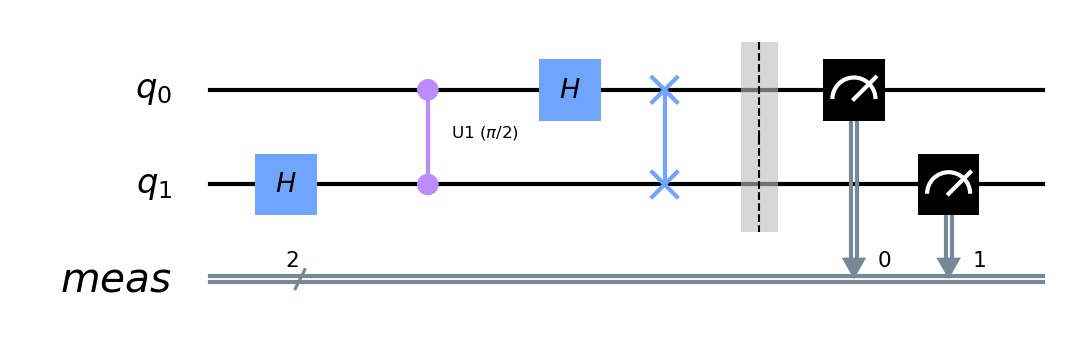 q₀ H
U1 (π/2)
q₁ H
meas 2 0 1